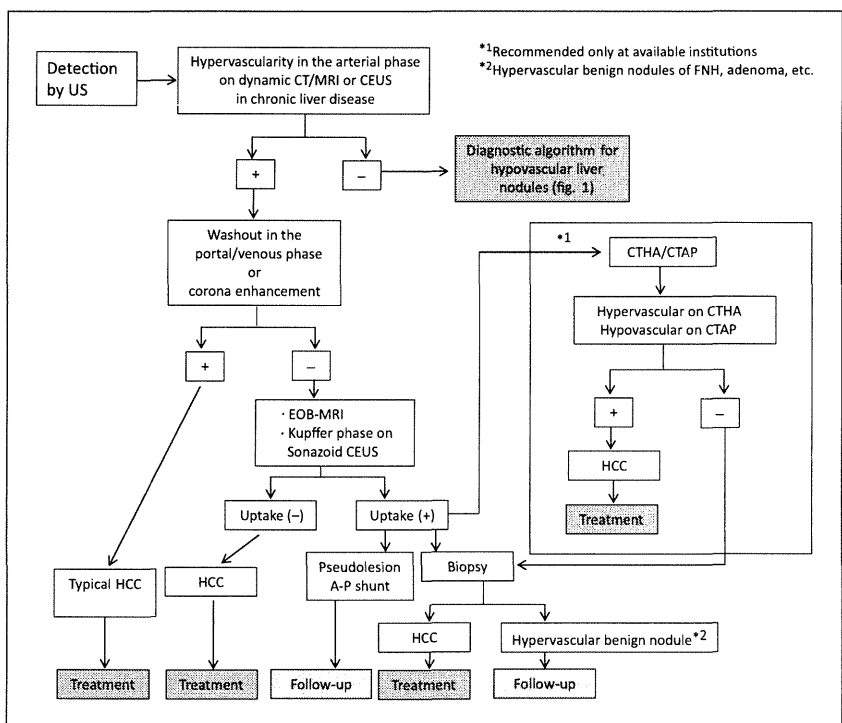 Detection
by US
Hypervascularity in the arterial phase
on dynamic CT/MRI or CEUS
in chronic liver disease
*1Recommended only at available institutions
*2Hypervascular benign nodules of FNH, adenoma, etc.
+
–
Diagnostic algorithm for
hypovascular liver
nodules (fig. 1)
Washout in the
portal/venous phase
or
corona enhancement
*1
CTHA/CTAP
Hypervascular on CTHA
Hypovascular on CTAP
+
–
+
–
HCC
Treatment
· EOB-MRI
· Kupffer phase on
Sonazoid CEUS
Uptake (–)
Uptake (+)
Typical HCC
HCC
Pseudolesion
A-P shunt
Biopsy
HCC
Hypervascular benign nodule*2
Treatment
Treatment
Follow-up
Treatment
Follow-up